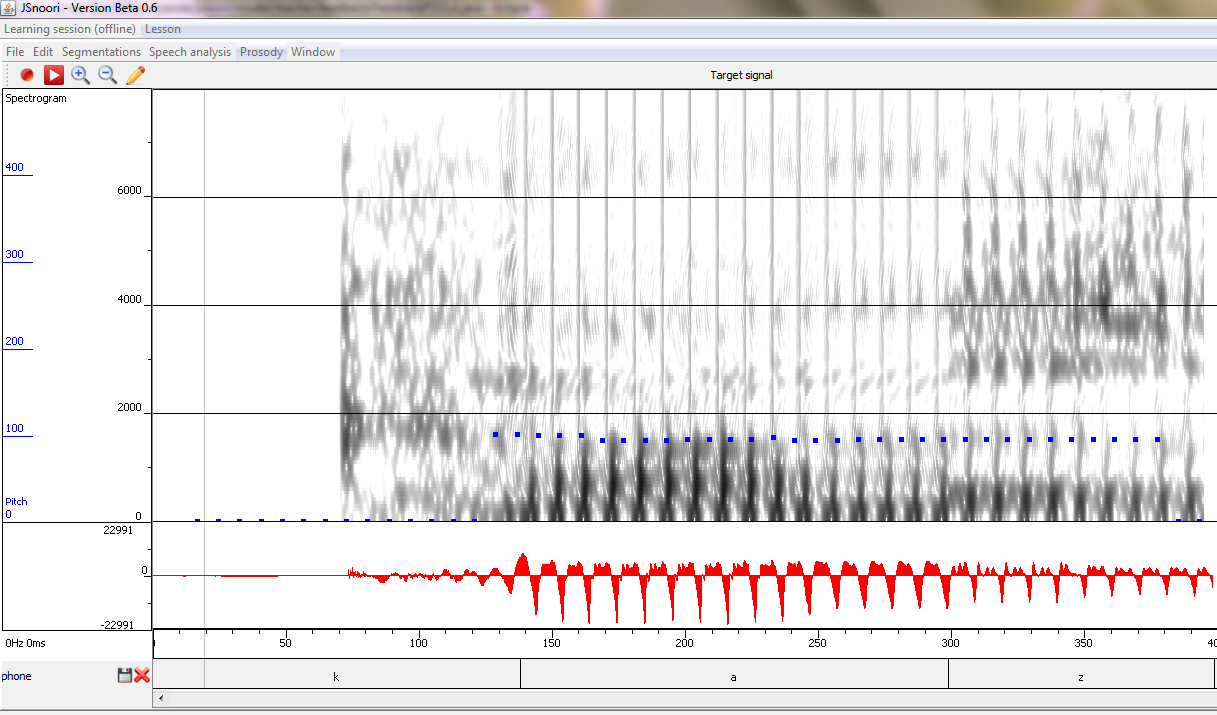 JSnoori - Version Beta 0.6
Learning session (offline) Lesson
File Edit Segmentations Speech analysis Prosody Window
Target signal
Spectrogram
400
6000
300
4000
200
2000
100
Pitch
0
0
22991
0
-22991
0Hz 0ms
50 100 150 200 250 300 350
phone k a z